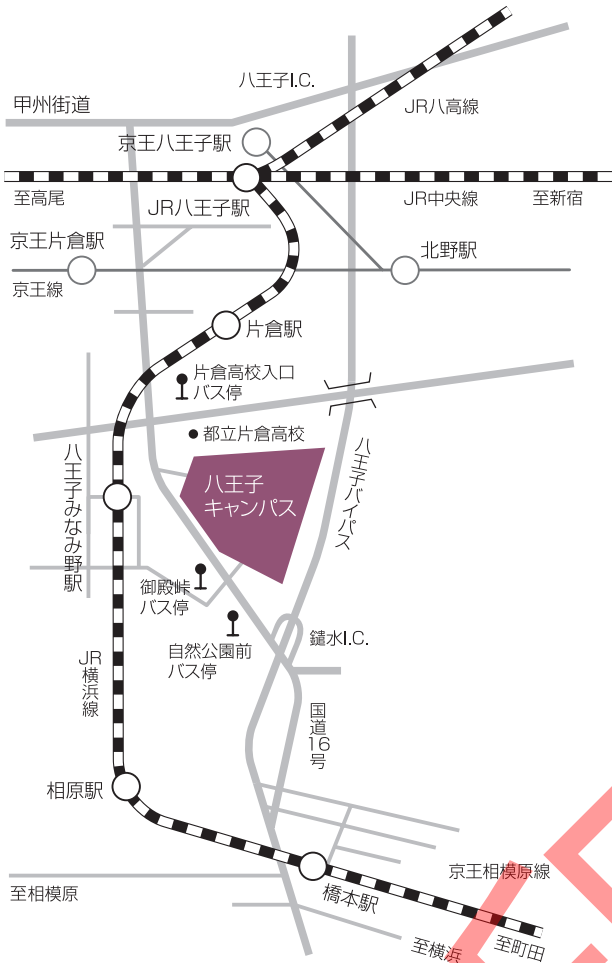 八王子I.C.
甲州街道
JR八高線
京王八王子駅
至高尾
JR八王子駅
JR中央線
至新宿
京王片倉駅
北野駅
京王線
片倉駅
片倉高校入口
バス停
都立片倉高校
八王子バイパス
八王子みなみ野駅
八王子
キャンパス
御殿峠
バス停
自然公園前
バス停
鑓水I.C.
JR横浜線
国道16号
相原駅
京王相模原線
至相模原
橋本駅
至横浜
至町田